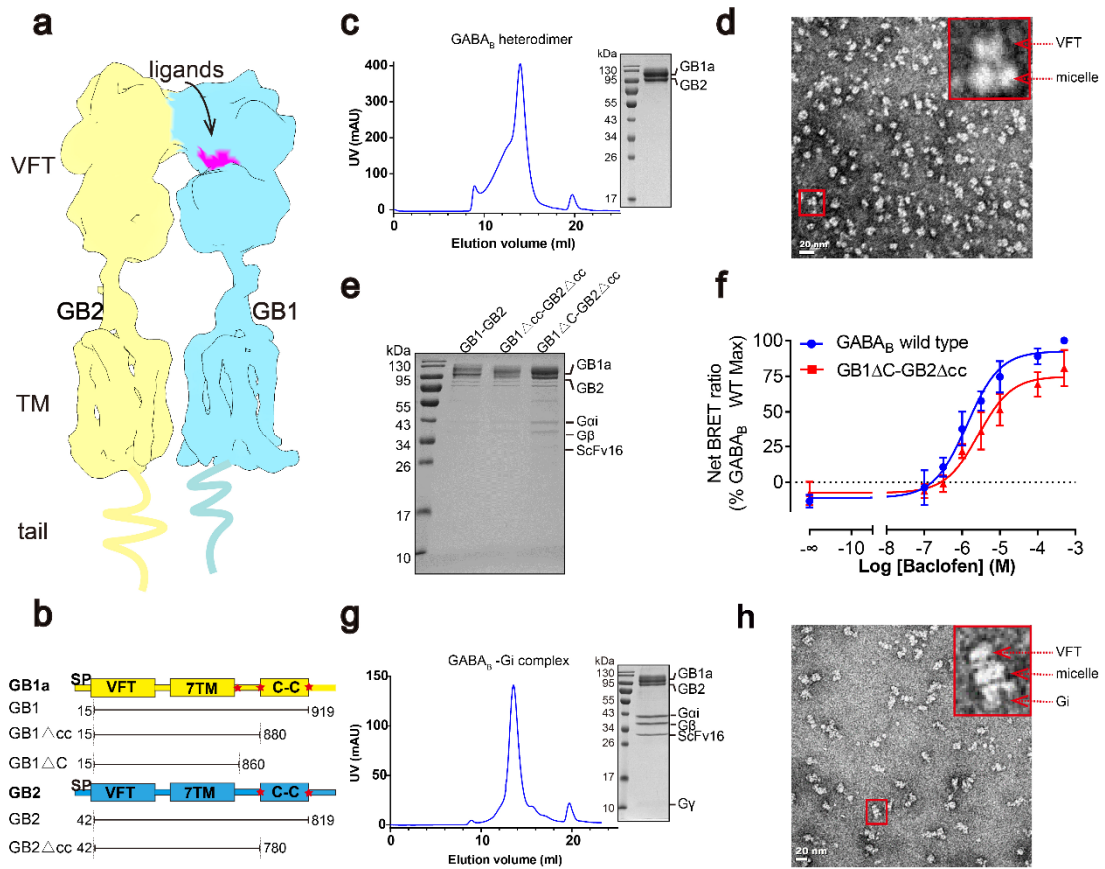 a
ligands
VFT
GB2
GB1
TM
tail
b
SP
GB1a
VFT
7TM
C-C
GB1
15
919
GB1△cc
15
880
GB1△C
15
860
SP
GB2
VFT
7TM
C-C
GB2
42
819
GB2△cc
42
780
c
GABAB heterodimer
UV (mAU)
400
300
200
100
0
0
10
20
Elution volume (ml)
kDa
130
95
72
55
43
34
26
17
GB1a
GB2
d
VFT
micelle
20 nm
e
GB1-GB2
GB1△cc-GB2△cc
GB1△C-GB2△cc
kDa
130
95
55
43
34
26
17
10
GB1a
GB2
Gαi
Gβ
ScFv16
f
Net BRET ratio
(% GABAB WT Max)
100
75
50
25
0
GABAB wild type
GB1ΔC-GB2Δcc
-∞
-10
-8
-7
-6
-5
-4
-3
Log [Baclofen] (M)
g
GABAB -Gi complex
UV (mAU)
150
100
50
0
0
10
20
Elution volume (ml)
kDa
130
95
55
43
34
26
17
10
GB1a
GB2
Gαi
Gβ
ScFv16
Gγ
h
VFT
micelle
Gi
20 nm